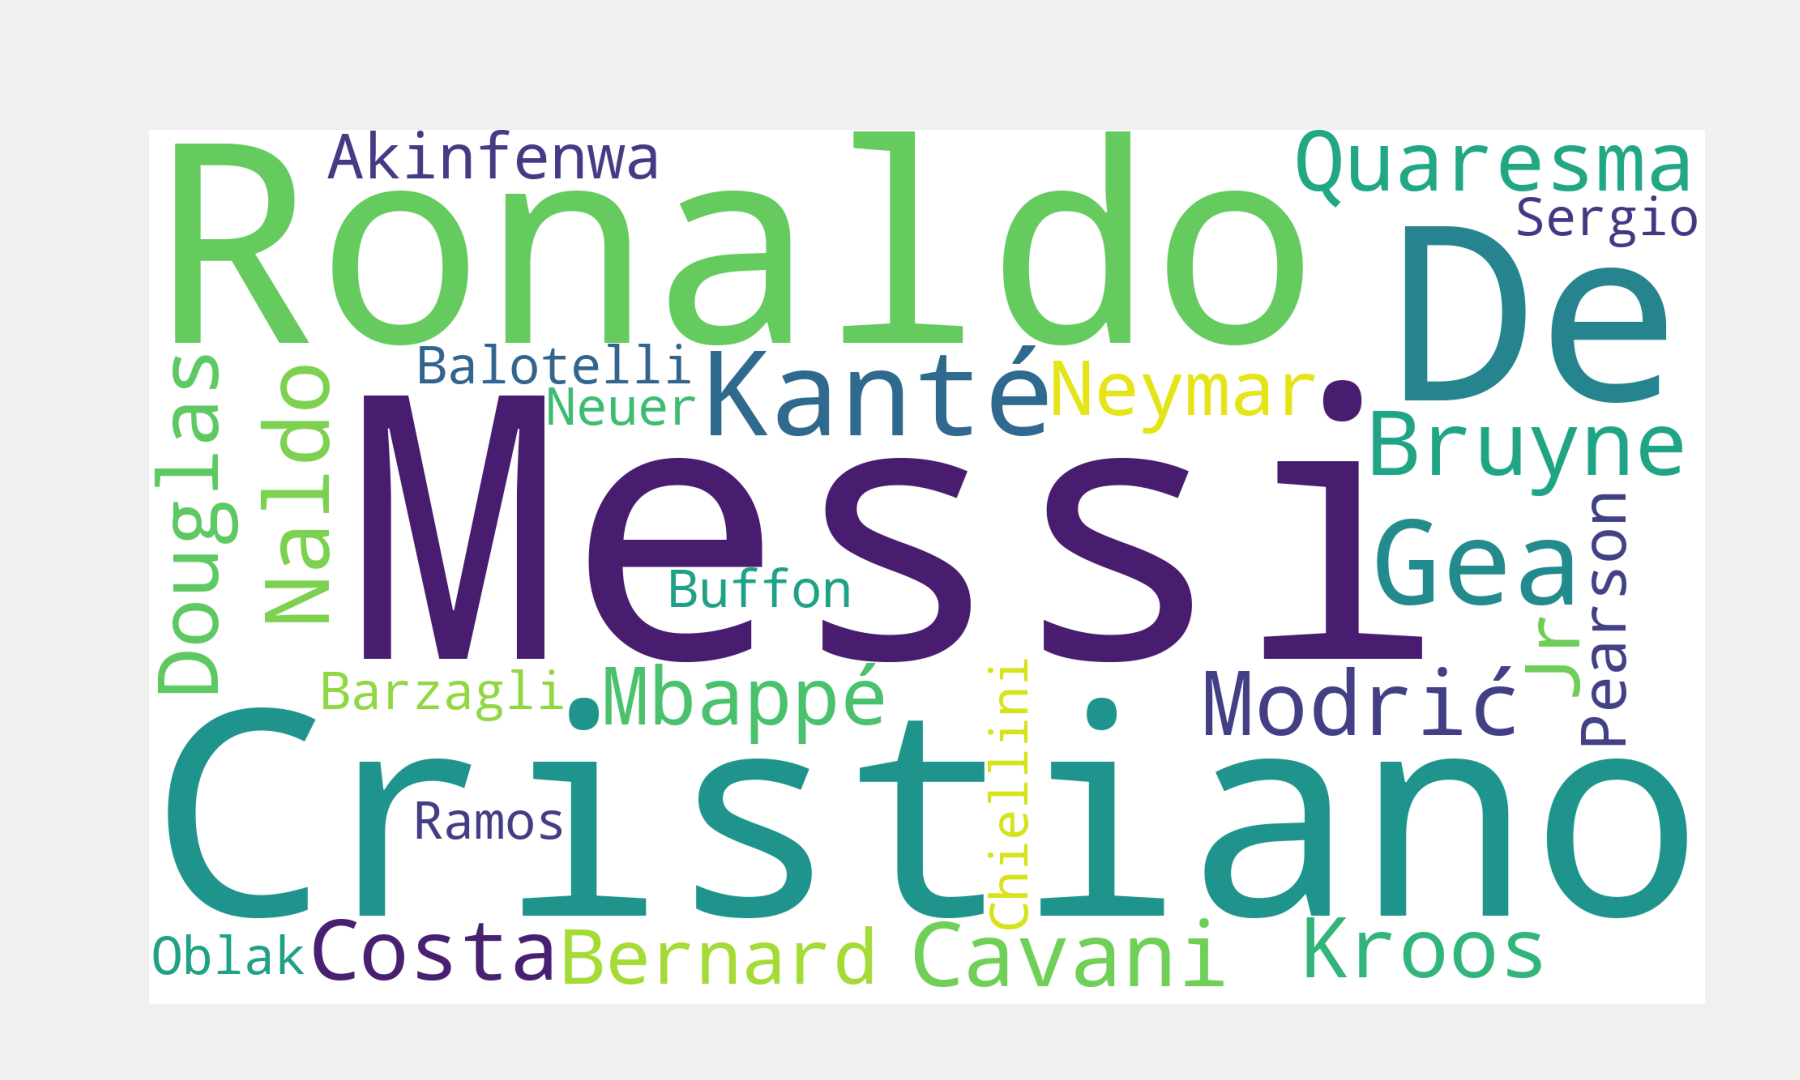 Akinfenwa
Ronaldo
Quaresma
Sergio
De
Balotelli
Neuer
Kanté
Neymar
Bruyne
Douglas
Naldo
Messi
Buffon
Gea
Pearson
Jr
Barzagli
Mbappé
Chiellini
Modrić
Cristiano
Ramos
Oblak
Costa
Bernard
Cavani
Kroos